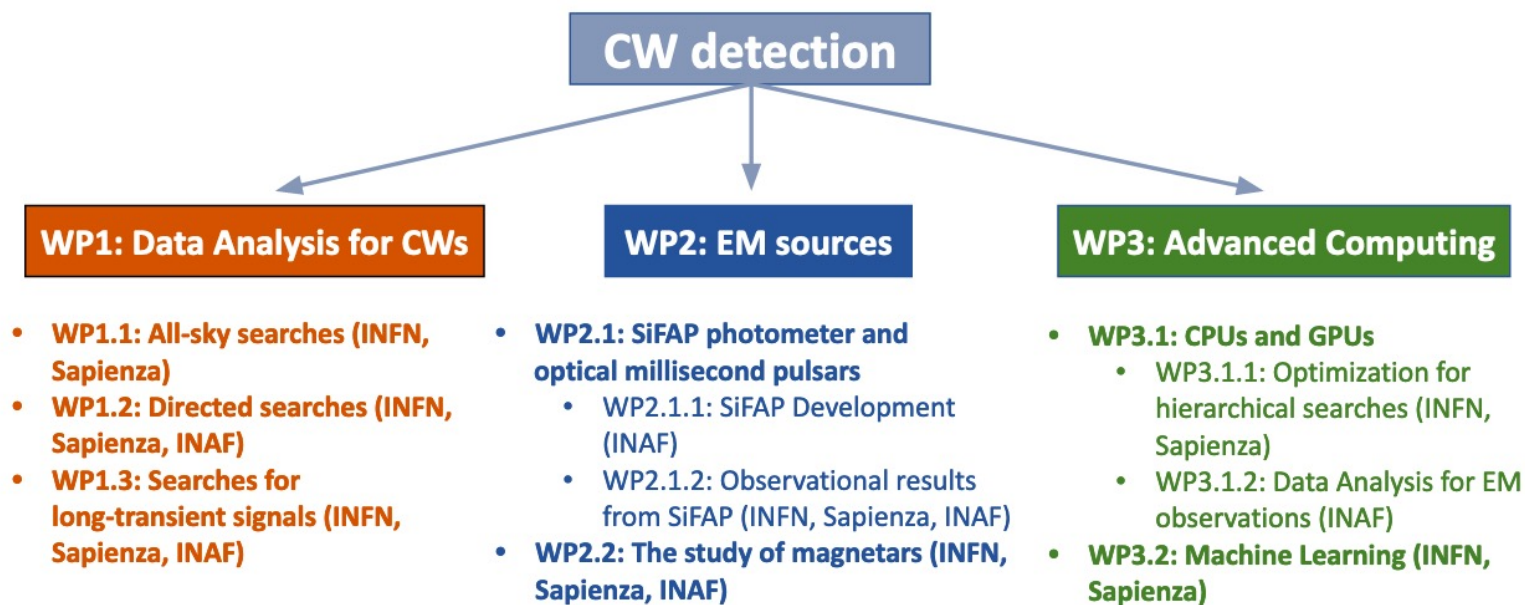 CW detection
WP1: Data Analysis for CWs
• WP1.1: All-sky searches (INFN,
Sapienza)
• WP1.2: Directed searches (INFN,
Sapienza, INAF)
• WP1.3: Searches for
long-transient signals (INFN,
Sapienza, INAF)
WP2: EM sources
• WP2.1: SiFAP photometer and
optical millisecond pulsars
• WP2.1.1: SiFAP Development
(INAF)
• WP2.1.2: Observational results
from SiFAP (INFN, Sapienza, INAF)
• WP2.2: The study of magnetars (INFN,
Sapienza, INAF)
WP3: Advanced Computing
• WP3.1: CPUs and GPUs
• WP3.1.1: Optimization for
hierarchical searches (INFN,
Sapienza)
• WP3.1.2: Data Analysis for EM
observations (INAF)
• WP3.2: Machine Learning (INFN,
Sapienza)